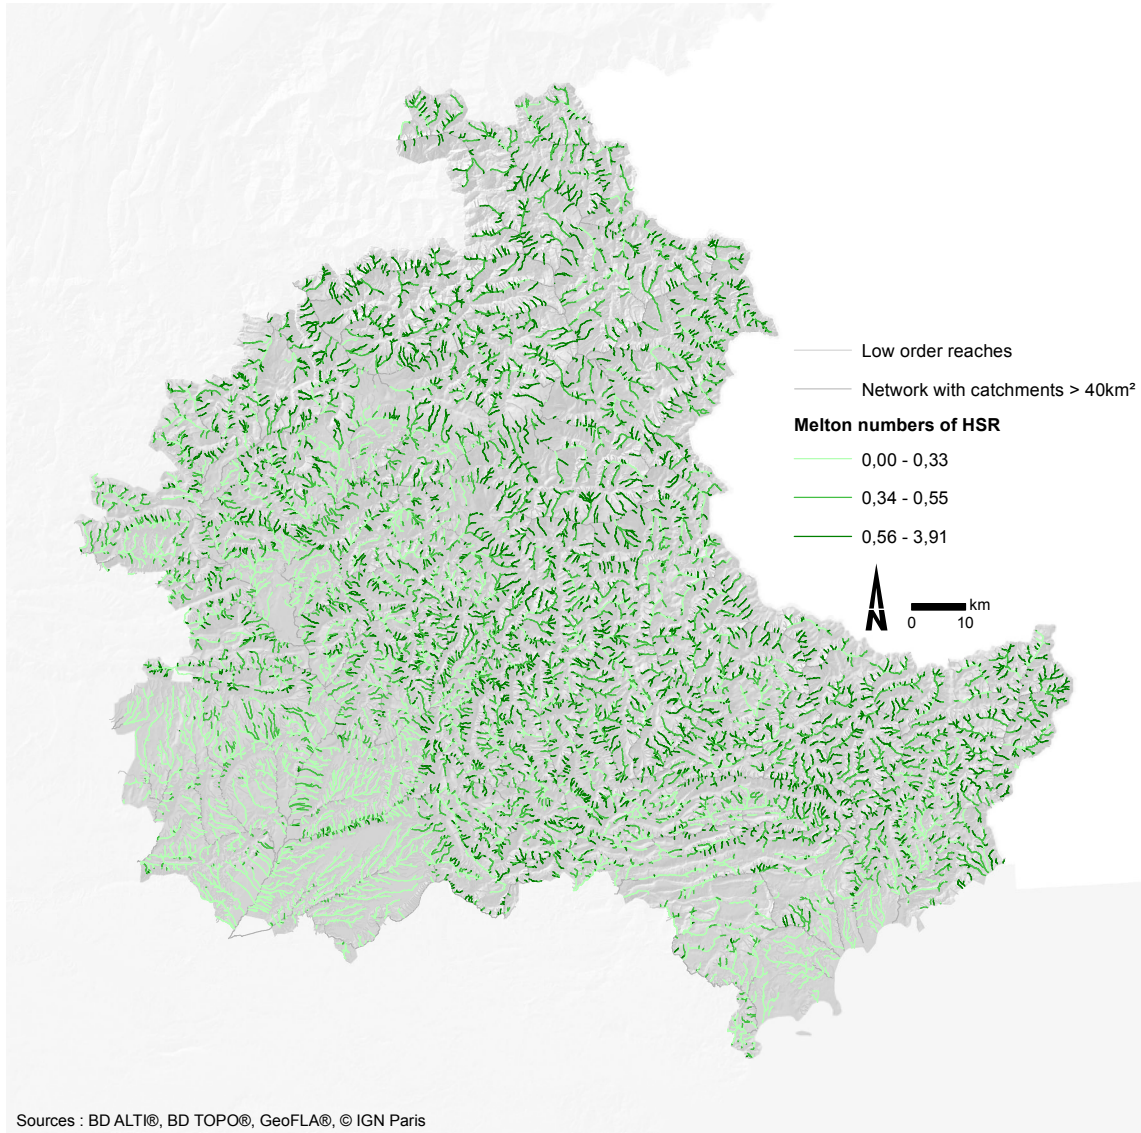 Low order reaches
Network with catchments > 40km²
Melton numbers of HSR
0,00 - 0,33
0,34 - 0,55
0,56 - 3,91
N
km
0 10
Sources : BD ALTI®, BD TOPO®, GeoFLA®, © IGN Paris